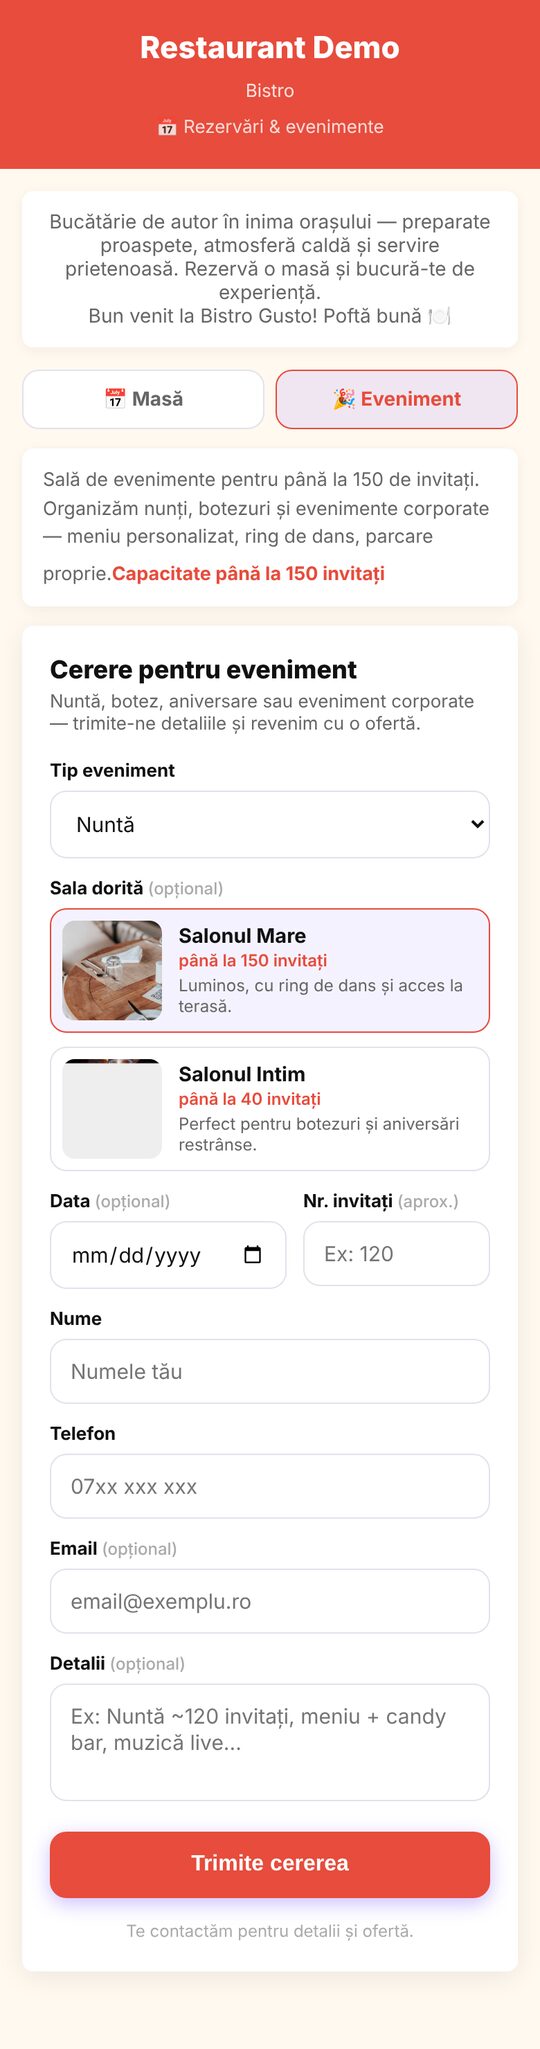 Restaurant Demo
Bistro
📅 Rezervări & evenimente
Bucătărie de autor în inima orașului — preparate
proaspete, atmosferă caldă și servire
prietenoasă. Rezervă o masă și bucură-te de
experiență.
Bun venit la Bistro Gusto! Poftă bună 🍽️
📅 Masă
🎉 Eveniment
Sală de evenimente pentru până la 150 de invitați.
Organizăm nunți, botezuri și evenimente corporate
— meniu personalizat, ring de dans, parcare
proprie.Capacitate până la 150 invitați
Cerere pentru eveniment
Nuntă, botez, aniversare sau eveniment corporate
— trimite-ne detaliile și revenim cu o ofertă.
Tip eveniment
Nuntă
Sala dorită (opțional)
Salonul Mare
până la 150 invitați
Luminos, cu ring de dans și acces la
terasă.
Salonul Intim
până la 40 invitați
Perfect pentru botezuri și aniversări
restrânse.
Data (opțional)
Nr. invitați (aprox.)
mm/dd/yyyy
Ex: 120
Nume
Numele tău
Telefon
07xx xxx xxx
Email (opțional)
email@exemplu.ro
Detalii (opțional)
Ex: Nuntă ~120 invitați, meniu + candy
bar, muzică live...
Trimite cererea
Te contactăm pentru detalii și ofertă.